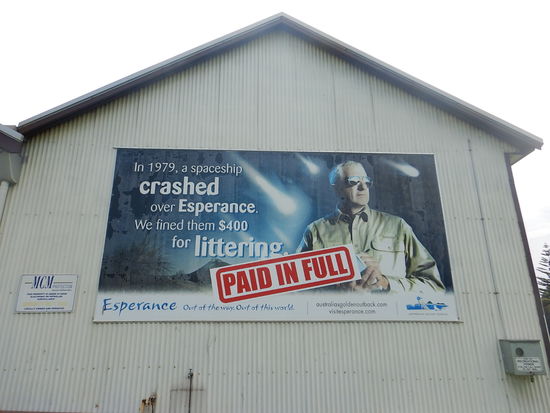 In 1979, a spaceship
crashed
over Esperance.
We fined them $400
for littering.
PAID IN FULL
Esperance
Out of the way. Out of this world.
australiasgoldenoutback.com
visitesperance.com
MCM
PROTECTION